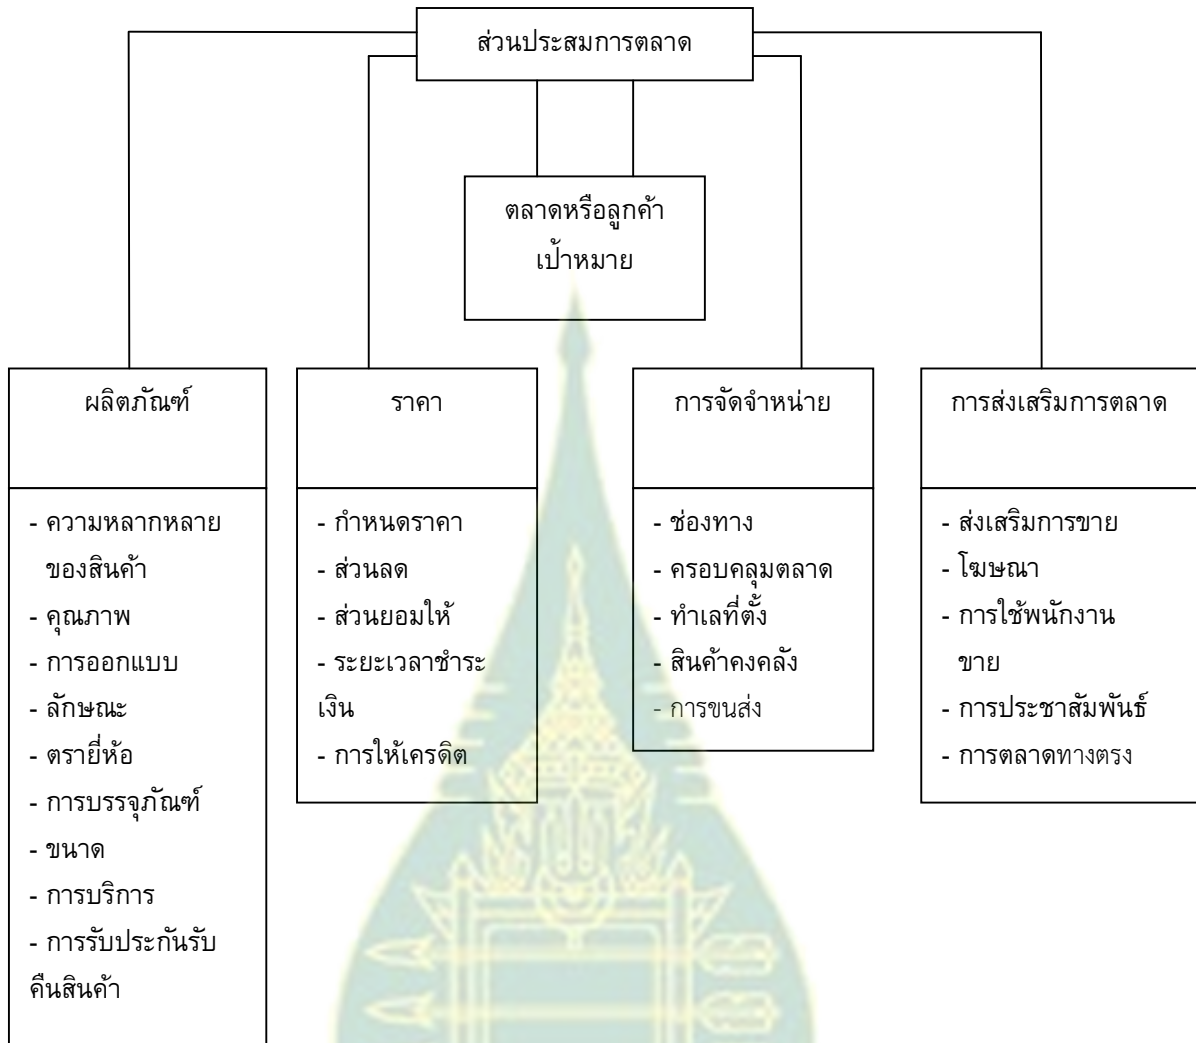 ส่วนประสมการตลาด
ตลาดหรือลูกค้า
เป้าหมาย
ผลิตภัณฑ์
- ความหลากหลาย
ของสินค้า
- คุณภาพ
- การออกแบบ
- ลักษณะ
- ตรายี่ห้อ
- การบรรจุภัณฑ์
- ขนาด
- การบริการ
- การรับประกันรับ
คืนสินค้า
ราคา
- กำหนดราคา
- ส่วนลด
- ส่วนยอมให้
- ระยะเวลาชำระ
เงิน
- การให้เครดิต
การจัดจำหน่าย
- ช่องทาง
- ครอบคลุมตลาด
- ทำเลที่ตั้ง
- สินค้าคงคลัง
- การขนส่ง
การส่งเสริมการตลาด
- ส่งเสริมการขาย
- โฆษณา
- การใช้พนักงาน
ขาย
- การประชาสัมพันธ์
- การตลาดทางตรง